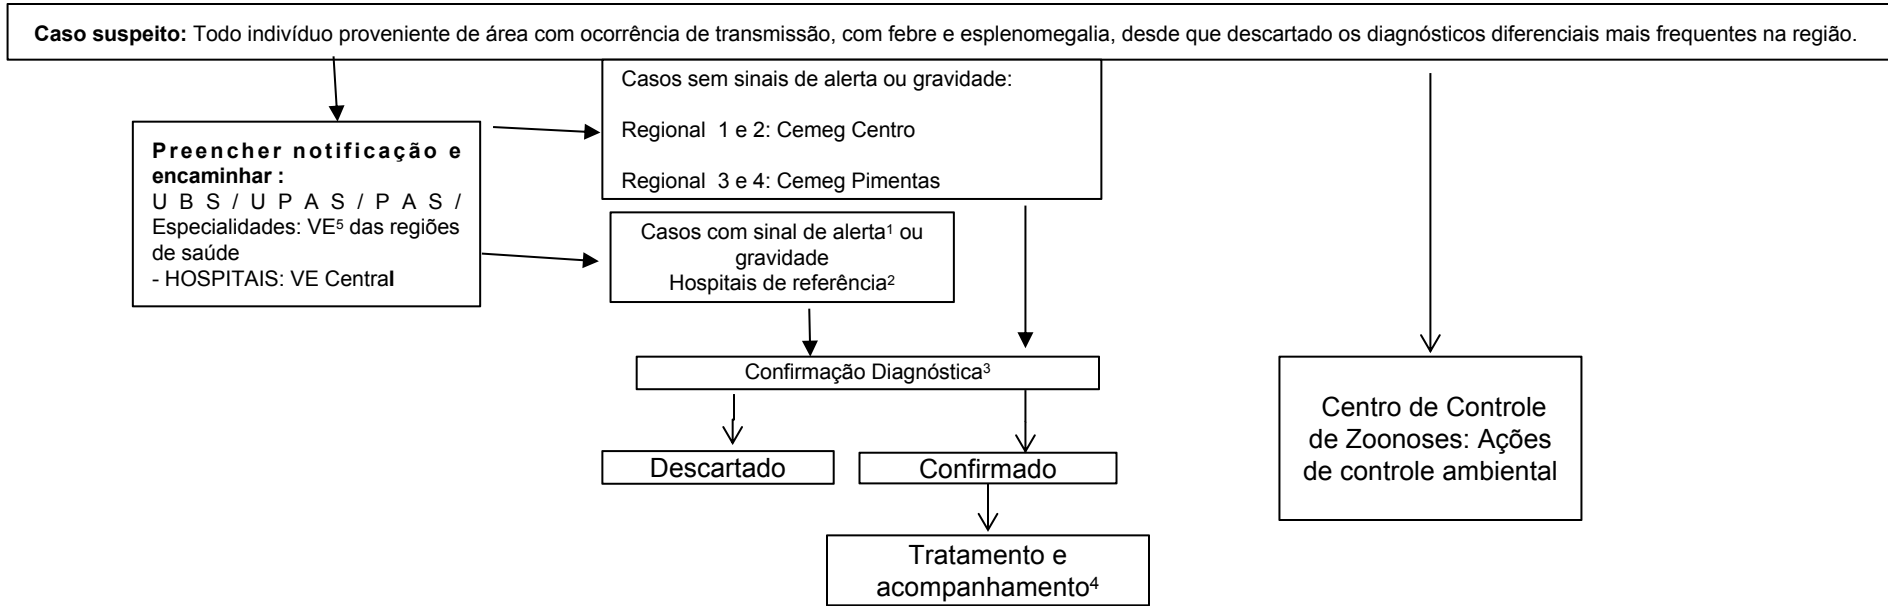 Caso suspeito: Todo indivíduo proveniente de área com ocorrência de transmissão, com febre e esplenomegalia, desde que descartado os diagnósticos diferenciais mais frequentes na região.
Preencher notificação e
encaminhar :
U B S / U P A S / P A S /
Especialidades: VE⁵ das regiões
de saúde
- HOSPITAIS: VE Central
Casos sem sinais de alerta ou gravidade:
Regional 1 e 2: Cemeg Centro
Regional 3 e 4: Cemeg Pimentas
Casos com sinal de alerta¹ ou
gravidade
Hospitais de referência²
Confirmação Diagnóstica³
Descartado
Confirmado
Tratamento e
acompanhamento⁴
Centro de Controle
de Zoonoses: Ações
de controle ambiental